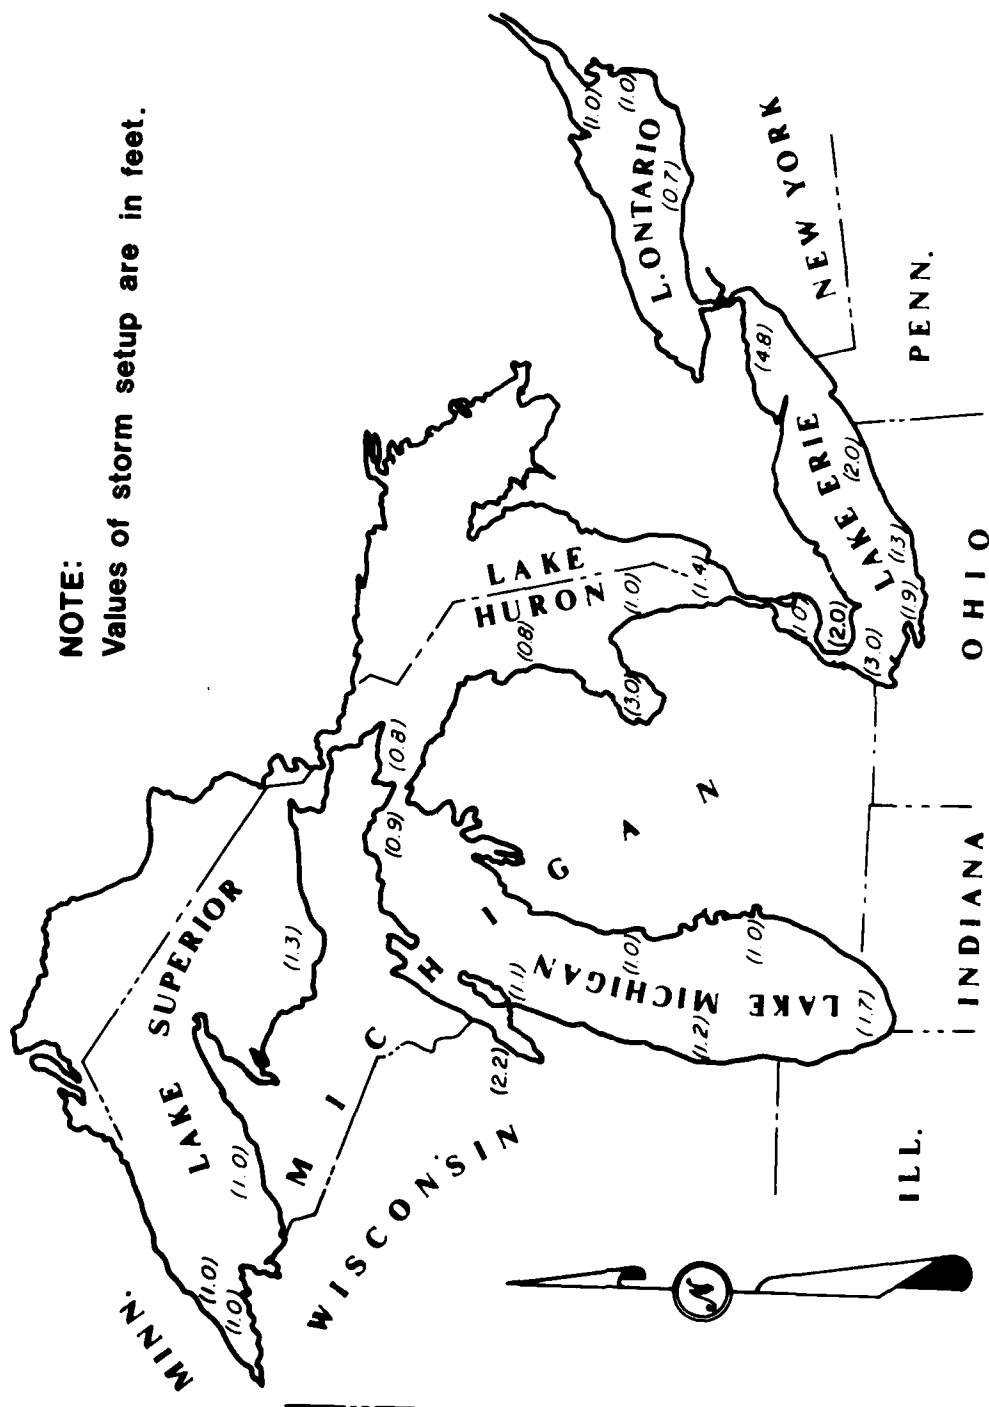 NOTE:
Values of storm setup are in feet.
MINN.
LAKE SUPERIOR
(1.0)
(1.0)
(1.0)
(1.3)
WISCONSIN
MICHIGAN
(0.9)
(0.8)
(2.2)
(1.1)
LAKE MICHIGAN
(1.0)
(1.2)
(1.0)
(1.7)
LAKE
HURON
(0.8)
(1.0)
(3.0)
(1.4)
(1.0)
(2.0)
(3.0)
LAKE ERIE
(1.9)
(1.3)
(2.0)
(4.8)
L. ONTARIO
(0.7)
(1.0)
(1.0)
NEW YORK
PENN.
OHIO
INDIANA
ILL.
N